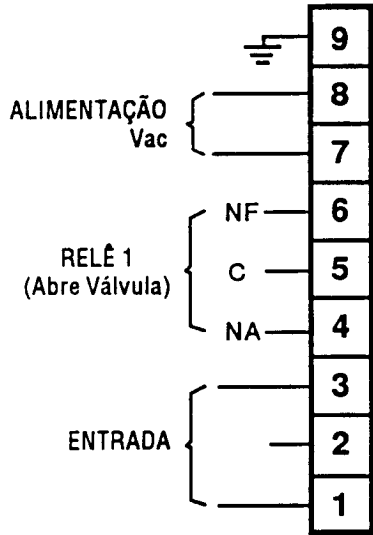 9
ALIMENTAÇÃO
Vac
8
7
RELÊ 1
(Abre Válvula)
NF
6
C
5
NA
4
ENTRADA
3
2
1